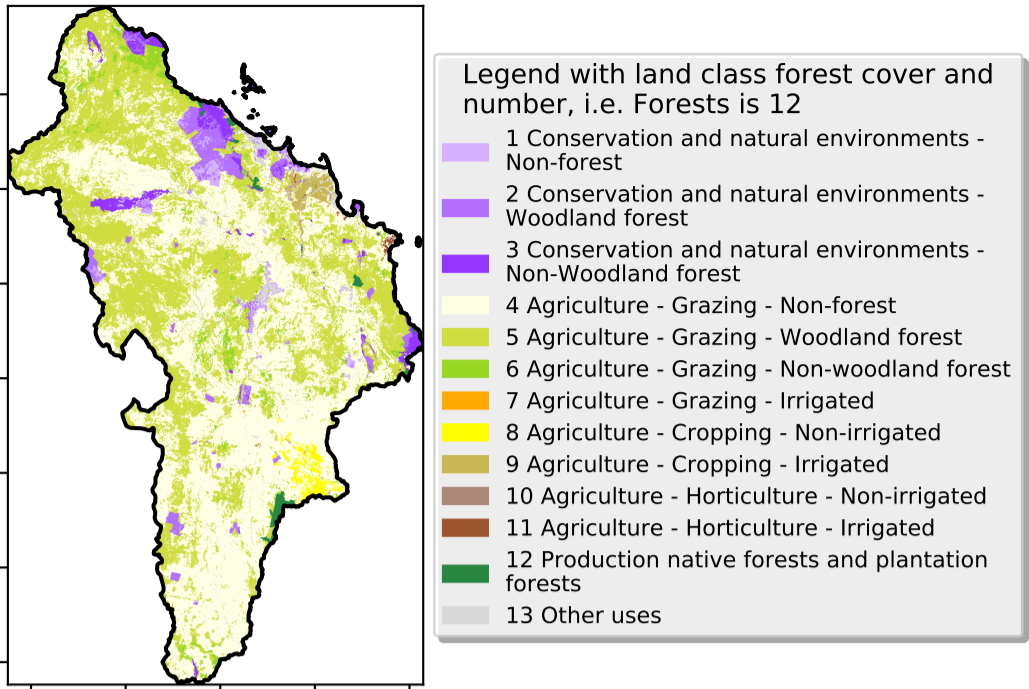 Legend with land class forest cover and
number, i.e. Forests is 12
1 Conservation and natural environments -
Non-forest
2 Conservation and natural environments -
Woodland forest
3 Conservation and natural environments -
Non-Woodland forest
4 Agriculture - Grazing - Non-forest
5 Agriculture - Grazing - Woodland forest
6 Agriculture - Grazing - Non-woodland forest
7 Agriculture - Grazing - Irrigated
8 Agriculture - Cropping - Non-irrigated
9 Agriculture - Cropping - Irrigated
10 Agriculture - Horticulture - Non-irrigated
11 Agriculture - Horticulture - Irrigated
12 Production native forests and plantation
forests
13 Other uses